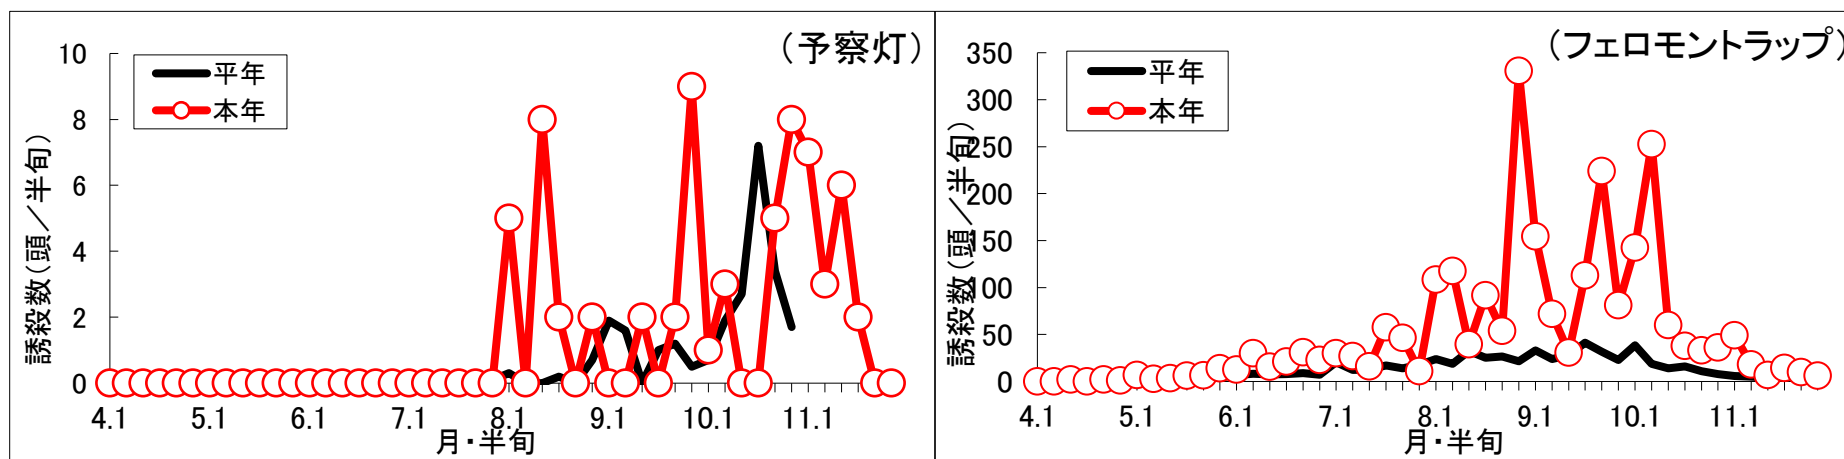 (予察灯)
平年
本年
誘殺数(頭/半旬)
10
8
6
4
2
0
4.1 5.1 6.1 7.1 8.1 9.1 10.1 11.1
月・半旬
(フェロモントラップ)
平年
本年
誘殺数(頭/半旬)
350
300
250
200
150
100
50
0
4.1 5.1 6.1 7.1 8.1 9.1 10.1 11.1
月・半旬